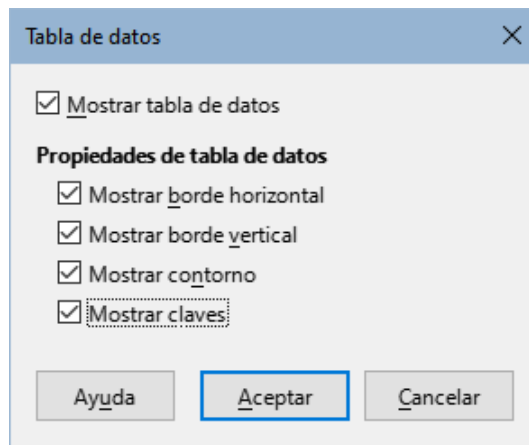 Tabla de datos
Mostrar tabla de datos
Propiedades de tabla de datos
Mostrar borde horizontal
Mostrar borde vertical
Mostrar contorno
Mostrar claves
Ayuda Aceptar Cancelar